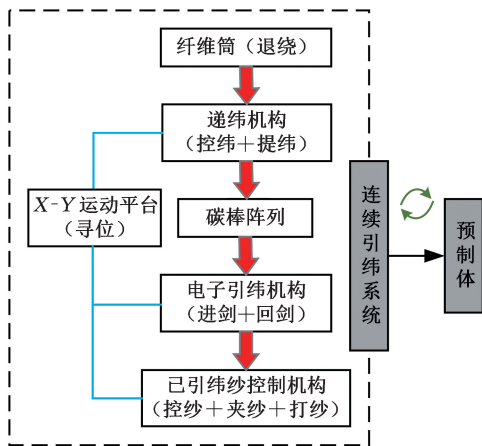 纤维筒（退绕）
递纬机构
（控纬＋提纬）
X-Y 运动平台
（寻位）
碳棒阵列
电子引纬机构
（进剑＋回剑）
已引纬纱控制机构
（控纱＋夹纱＋打纱）
连续引纬系统
预制体